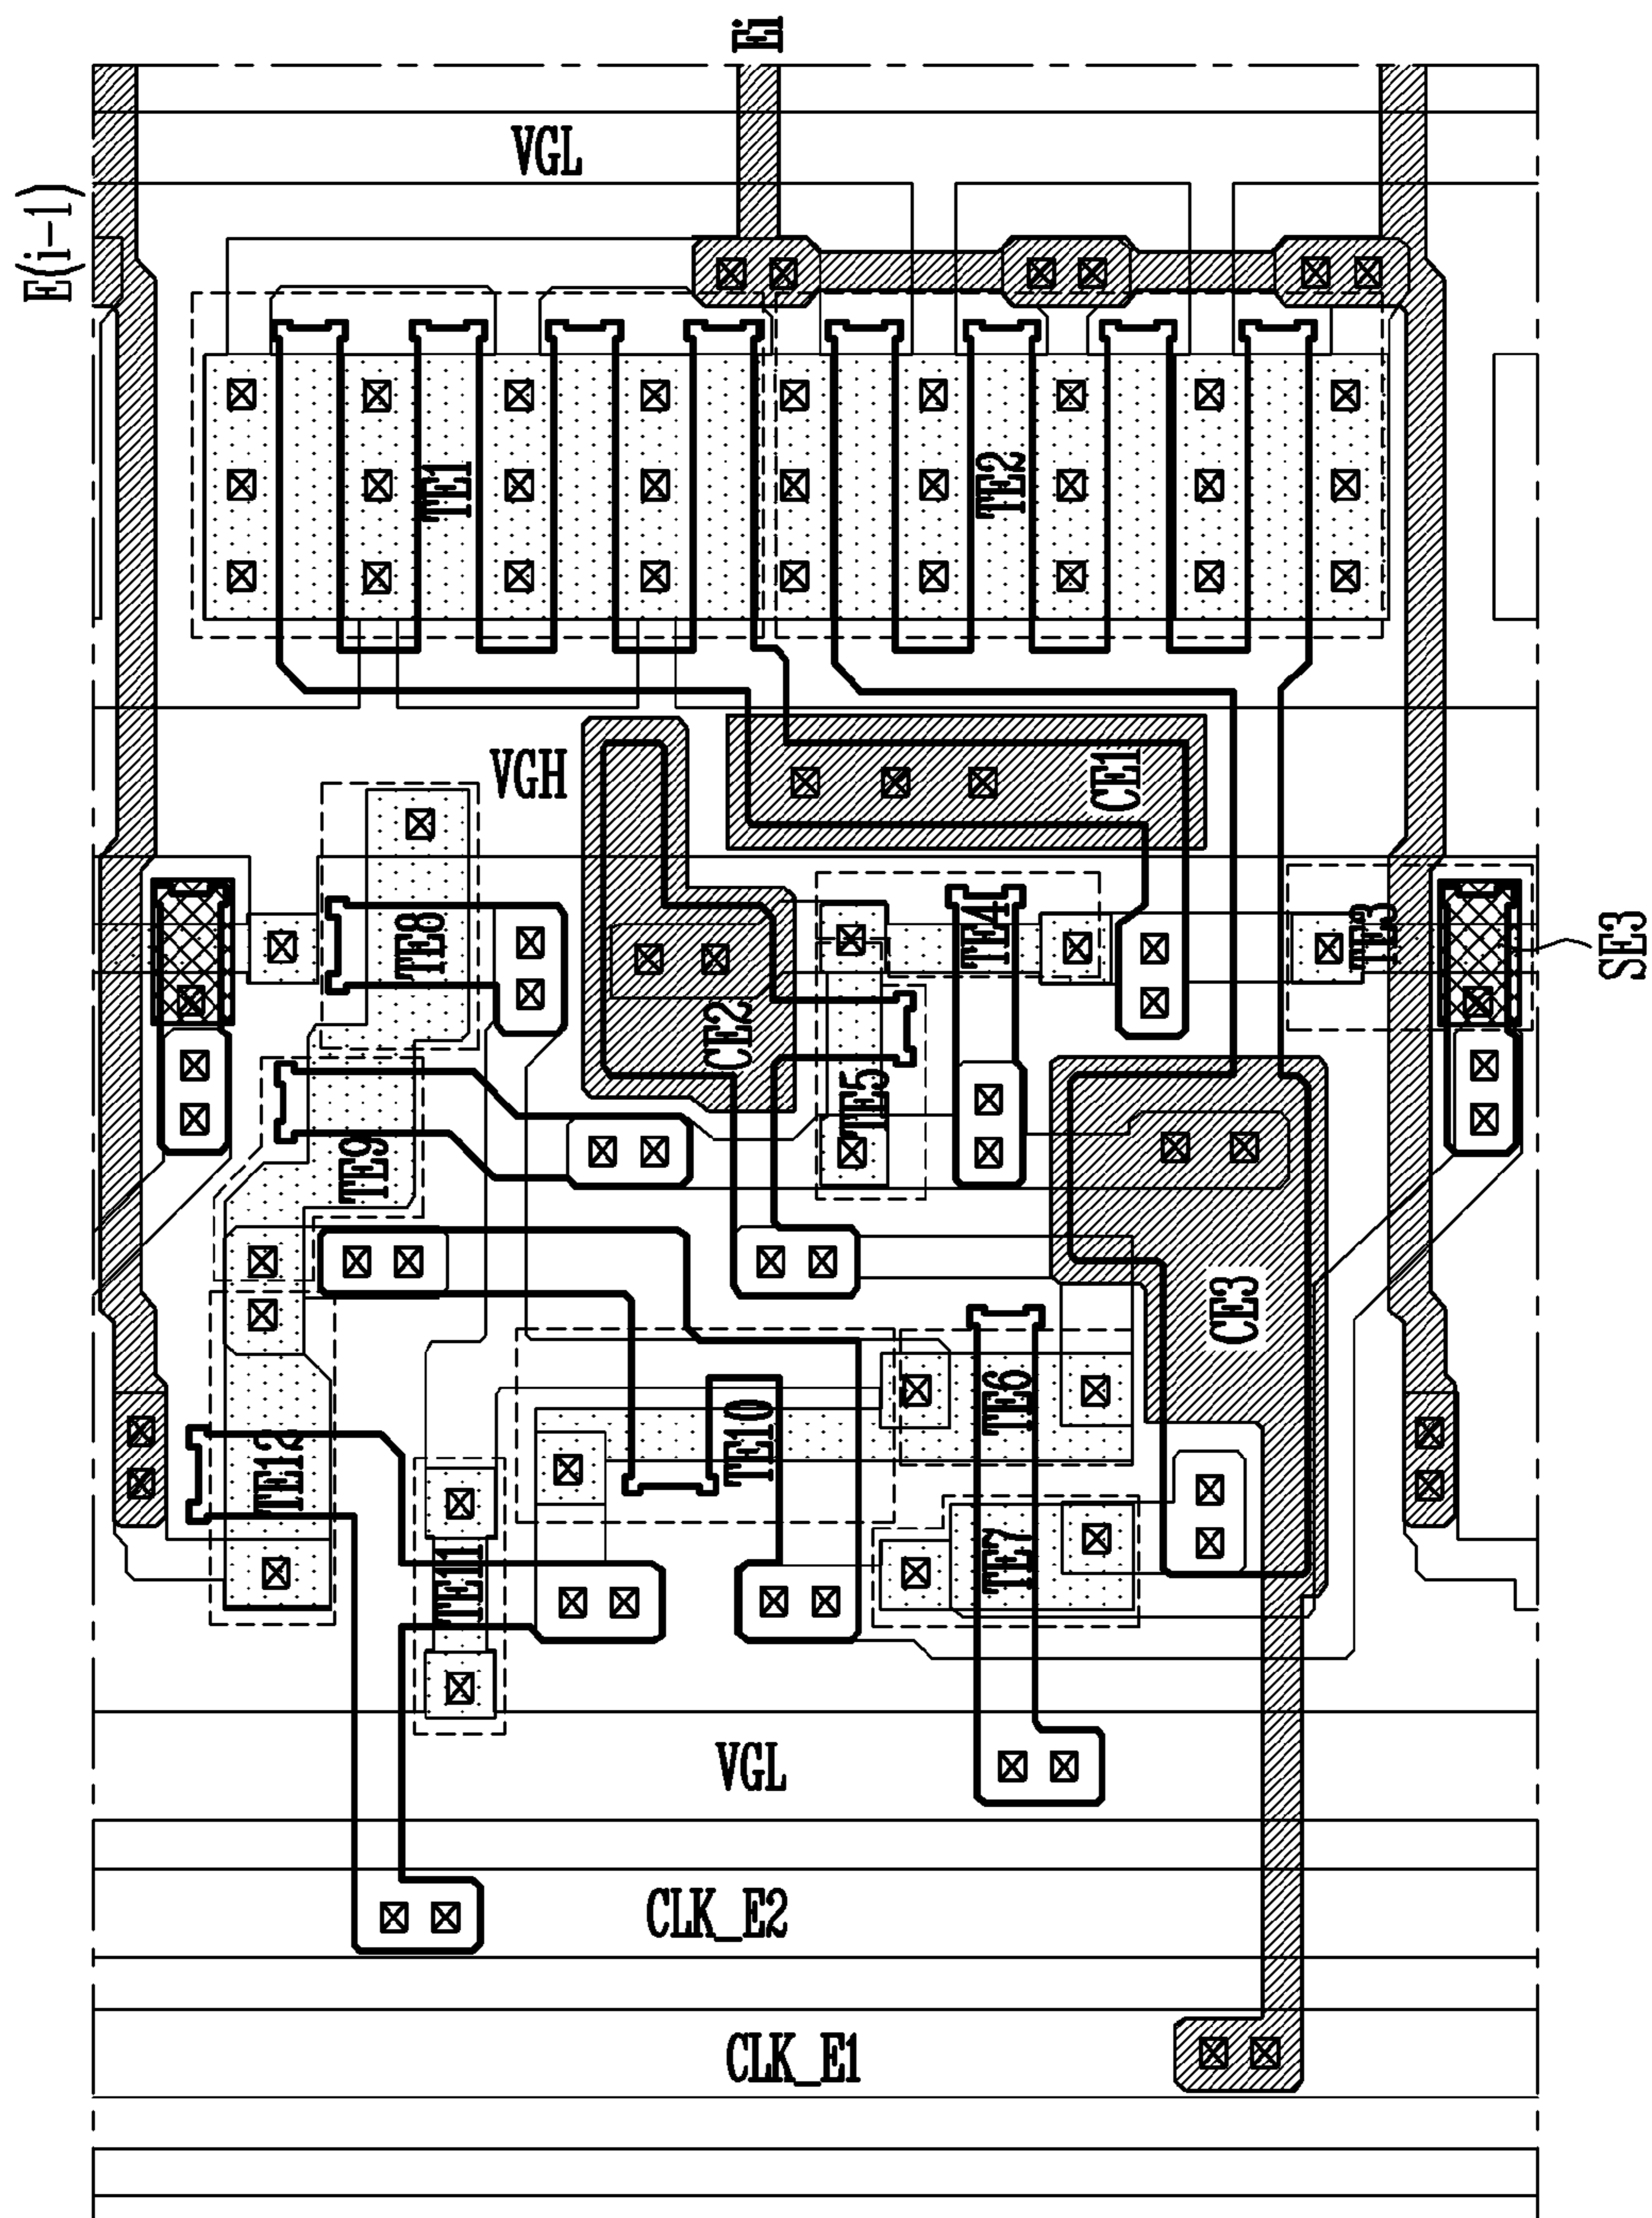 Ei
VGL
E(i-1)
TE1
TE2
VGH
CE1
TE8
TE4
TE3
SE3
CE2
TE5
TE9
CE3
TE6
TE10
TE12
TE7
TE11
VGL
CLK_E2
CLK_E1